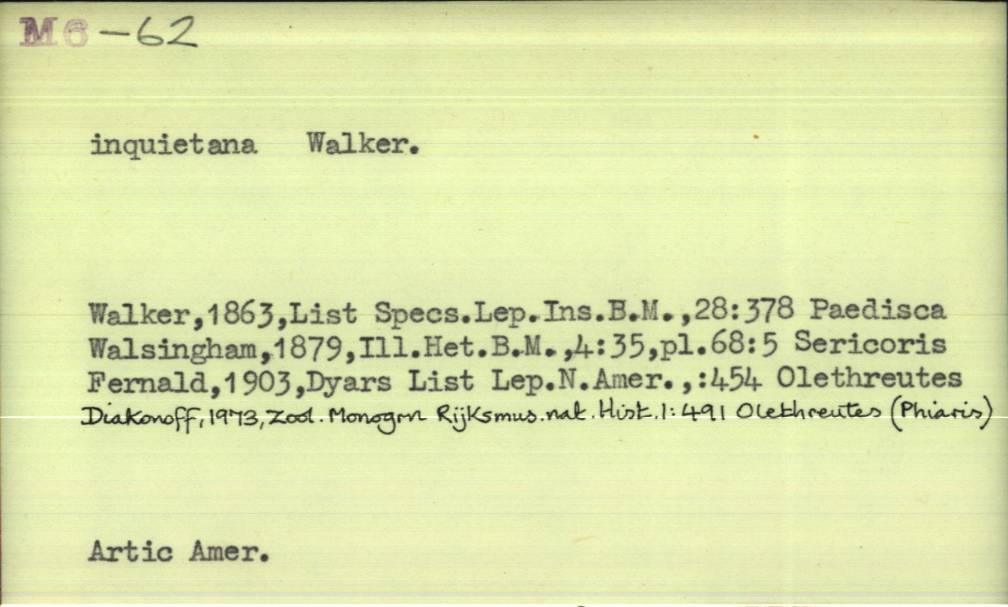 M6-62
inquietana Walker.
Walker,1863,List Specs.Lep.Ins.B.M.,28:378 Paedisca
Walsingham,1879,Ill.Het.B.M.,4:35,pl.68:5 Sericoris
Fernald,1903,Dyars List Lep.N.Amer.,:454 Olethreutes
Diakonoff,1973,Zool.Monogrn Rijksmus.nat.Hist.1:491 Olethreutes (Phiaris)
Artic Amer.